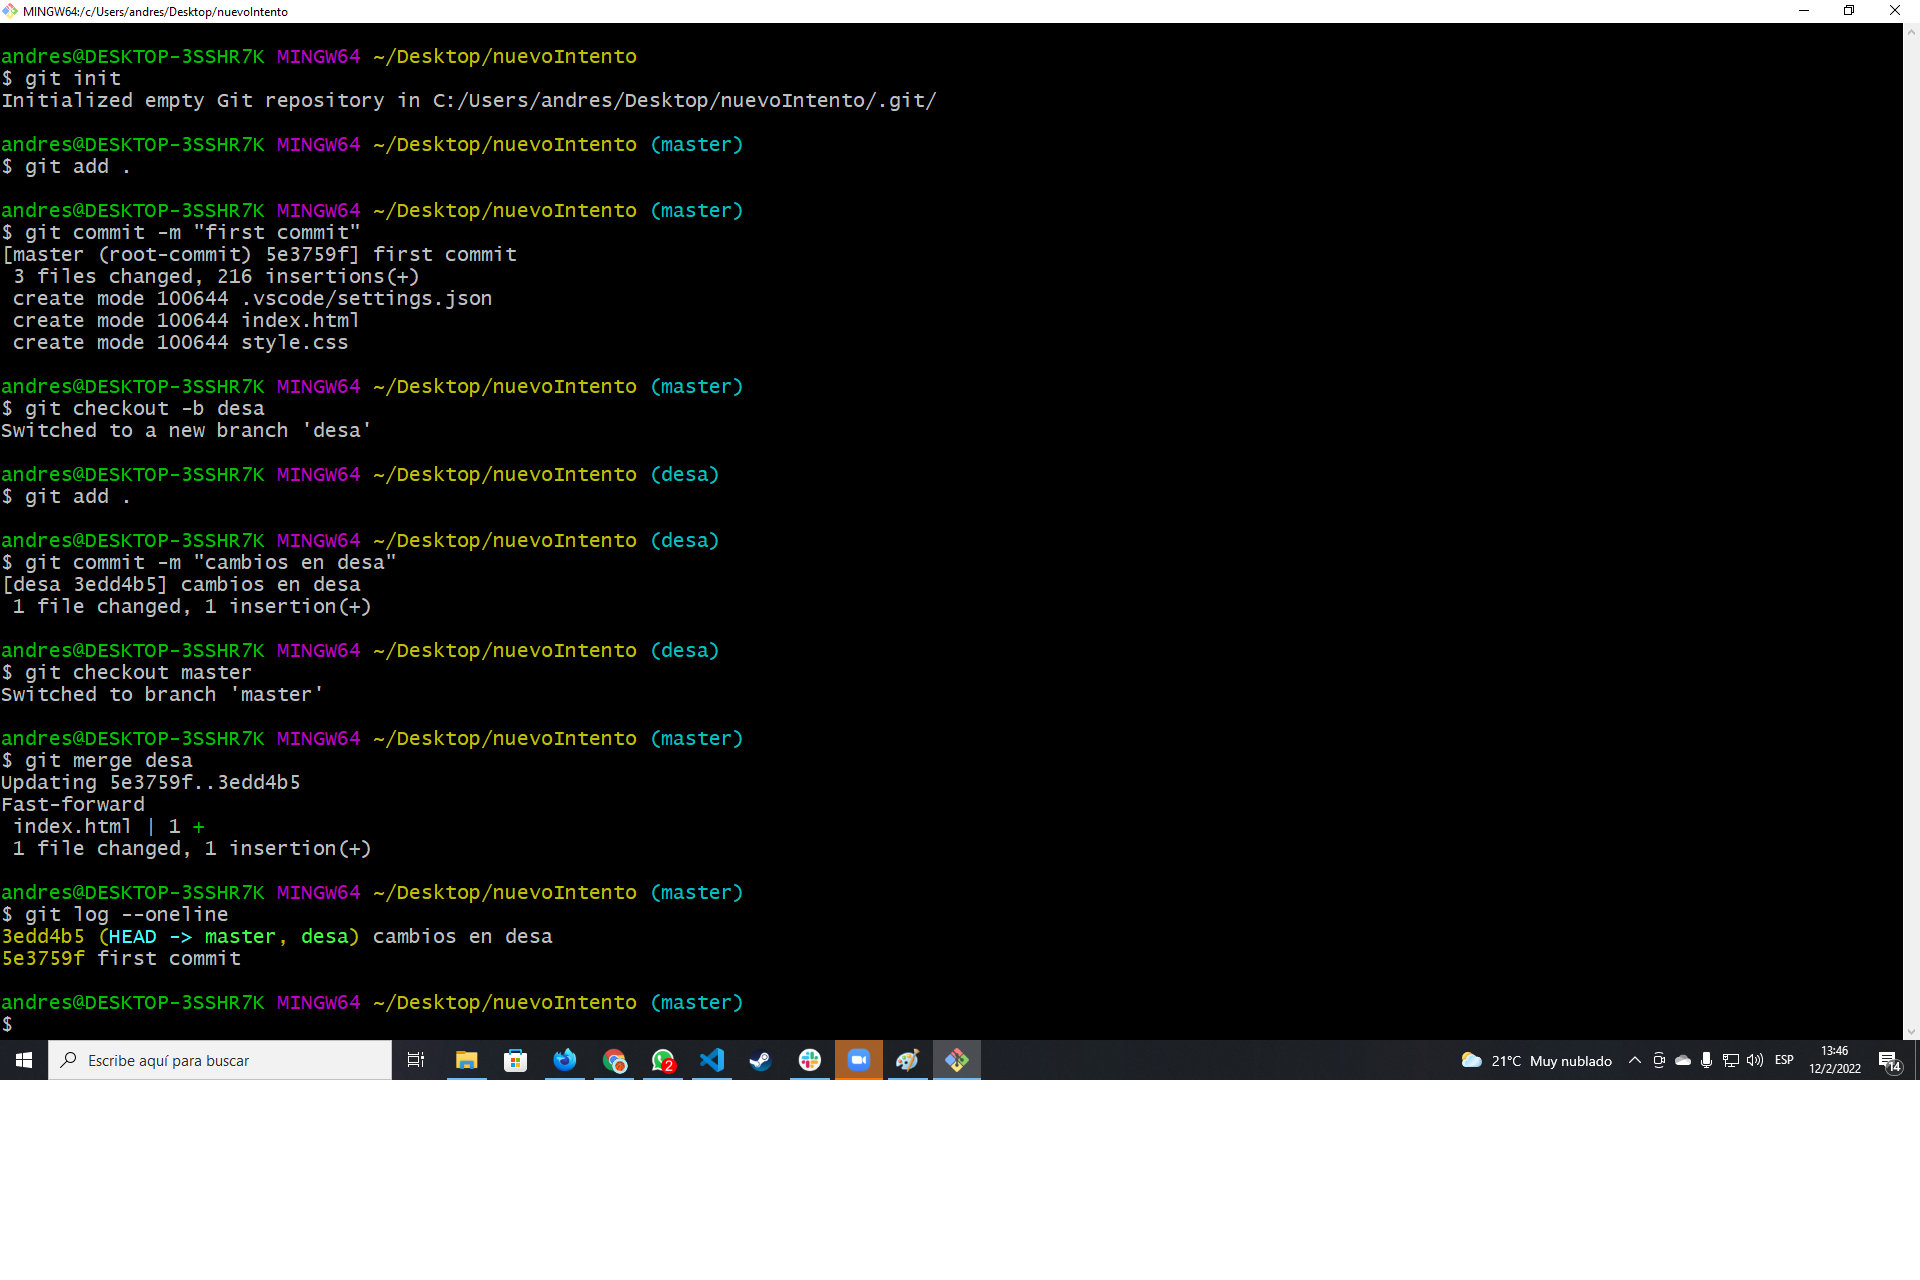 MINGW64:/c/Users/andres/Desktop/nuevoIntento
andres@DESKTOP-3SSHR7K MINGW64 ~/Desktop/nuevoIntento
$ git init
Initialized empty Git repository in C:/Users/andres/Desktop/nuevoIntento/.git/
andres@DESKTOP-3SSHR7K MINGW64 ~/Desktop/nuevoIntento (master)
$ git add .
andres@DESKTOP-3SSHR7K MINGW64 ~/Desktop/nuevoIntento (master)
$ git commit -m "first commit"
[master (root-commit) 5e3759f] first commit
3 files changed, 216 insertions(+)
create mode 100644 .vscode/settings.json
create mode 100644 index.html
create mode 100644 style.css
andres@DESKTOP-3SSHR7K MINGW64 ~/Desktop/nuevoIntento (master)
$ git checkout -b desa
Switched to a new branch 'desa'
andres@DESKTOP-3SSHR7K MINGW64 ~/Desktop/nuevoIntento (desa)
$ git add .
andres@DESKTOP-3SSHR7K MINGW64 ~/Desktop/nuevoIntento (desa)
$ git commit -m "cambios en desa"
[desa 3edd4b5] cambios en desa
1 file changed, 1 insertion(+)
andres@DESKTOP-3SSHR7K MINGW64 ~/Desktop/nuevoIntento (desa)
$ git checkout master
Switched to branch 'master'
andres@DESKTOP-3SSHR7K MINGW64 ~/Desktop/nuevoIntento (master)
$ git merge desa
Updating 5e3759f..3edd4b5
Fast-forward
index.html | 1 +
1 file changed, 1 insertion(+)
andres@DESKTOP-3SSHR7K MINGW64 ~/Desktop/nuevoIntento (master)
$ git log --oneline
3edd4b5 (HEAD -> master, desa) cambios en desa
5e3759f first commit
andres@DESKTOP-3SSHR7K MINGW64 ~/Desktop/nuevoIntento (master)
$
Escribe aquí para buscar
2
21°C Muy nublado
ESP
13:46
12/2/2022
14